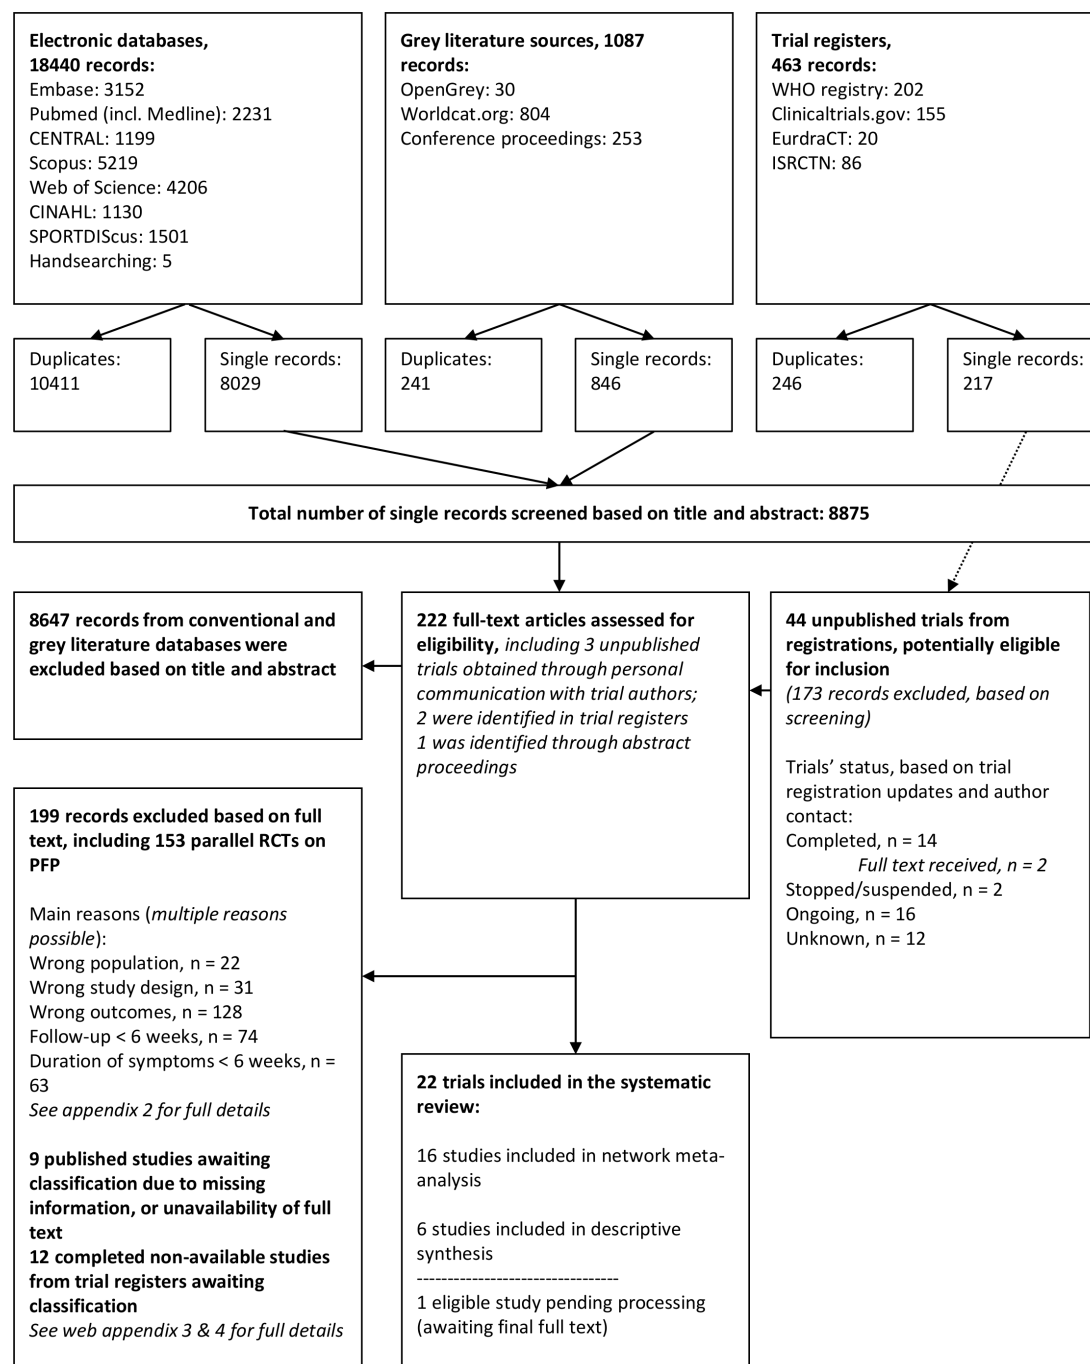 Electronic databases,
18440 records:
Embase: 3152
Pubmed (incl. Medline): 2231
CENTRAL: 1199
Scopus: 5219
Web of Science: 4206
CINAHL: 1130
SPORTDIScus: 1501
Handsearching: 5
Grey literature sources, 1087
records:
OpenGrey: 30
Worldcat.org: 804
Conference proceedings: 253
Trial registers,
463 records:
WHO registry: 202
Clinicaltrials.gov: 155
EurdraCT: 20
ISRCTN: 86
Duplicates:
10411
Single records:
8029
Duplicates:
241
Single records:
846
Duplicates:
246
Single records:
217
Total number of single records screened based on title and abstract: 8875
8647 records from conventional and
grey literature databases were
excluded based on title and abstract
222 full-text articles assessed for
eligibility, including 3 unpublished
trials obtained through personal
communication with trial authors;
2 were identified in trial registers
1 was identified through abstract
proceedings
44 unpublished trials from
registrations, potentially eligible
for inclusion
(173 records excluded, based on
screening)
Trials' status, based on trial
registration updates and author
contact:
Completed, n = 14
Full text received, n = 2
Stopped/suspended, n = 2
Ongoing, n = 16
Unknown, n = 12
199 records excluded based on full
text, including 153 parallel RCTs on
PFP
Main reasons (multiple reasons
possible):
Wrong population, n = 22
Wrong study design, n = 31
Wrong outcomes, n = 128
Follow-up < 6 weeks, n = 74
Duration of symptoms < 6 weeks, n =
63
See appendix 2 for full details
9 published studies awaiting
classification due to missing
information, or unavailability of full
text
12 completed non-available studies
from trial registers awaiting
classification
See web appendix 3 & 4 for full details
22 trials included in the systematic
review:
16 studies included in network meta-
analysis
6 studies included in descriptive
synthesis
---------------------------------
1 eligible study pending processing
(awaiting final full text)